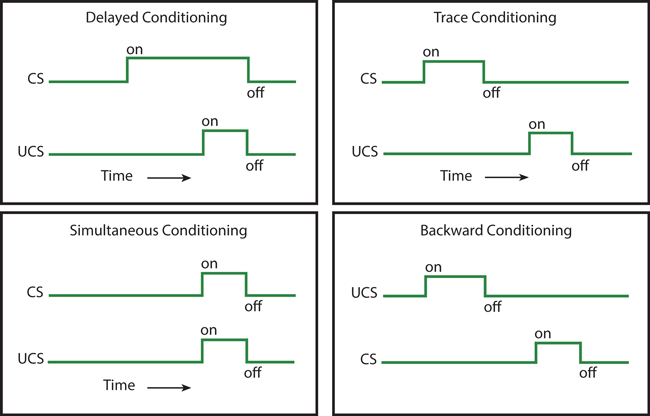 Delayed Conditioning
on
CS
off
on
UCS
off
Time
Trace Conditioning
on
CS
off
on
UCS
off
Time
Simultaneous Conditioning
on
CS
off
on
UCS
off
Time
Backward Conditioning
on
UCS
off
on
CS
off